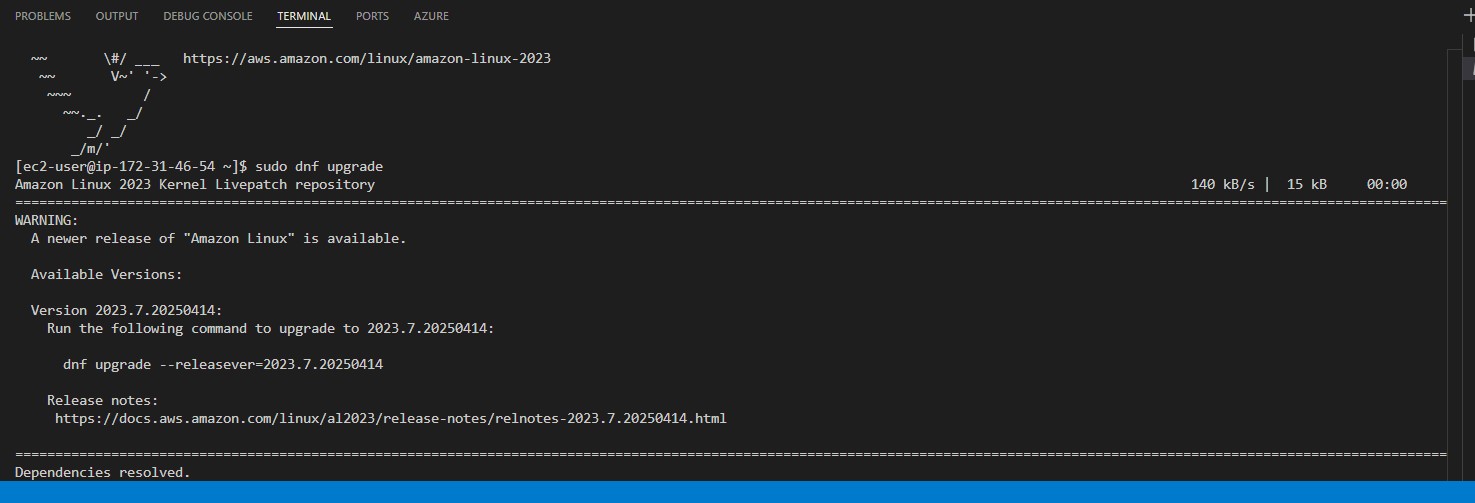 PROBLEMS OUTPUT DEBUG CONSOLE TERMINAL PORTS AZURE
~~ \#/ ___ https://aws.amazon.com/linux/amazon-linux-2023
~~ V~' '->
~~~ /
~~._. _/
_/ _/
_/m/'
[ec2-user@ip-172-31-46-54 ~]$ sudo dnf upgrade
Amazon Linux 2023 Kernel Livepatch repository 140 kB/s | 15 kB 00:00
WARNING:
A newer release of "Amazon Linux" is available.
Available Versions:
Version 2023.7.20250414:
Run the following command to upgrade to 2023.7.20250414:
dnf upgrade --releasever=2023.7.20250414
Release notes:
https://docs.aws.amazon.com/linux/al2023/release-notes/relnotes-2023.7.20250414.html
Dependencies resolved.